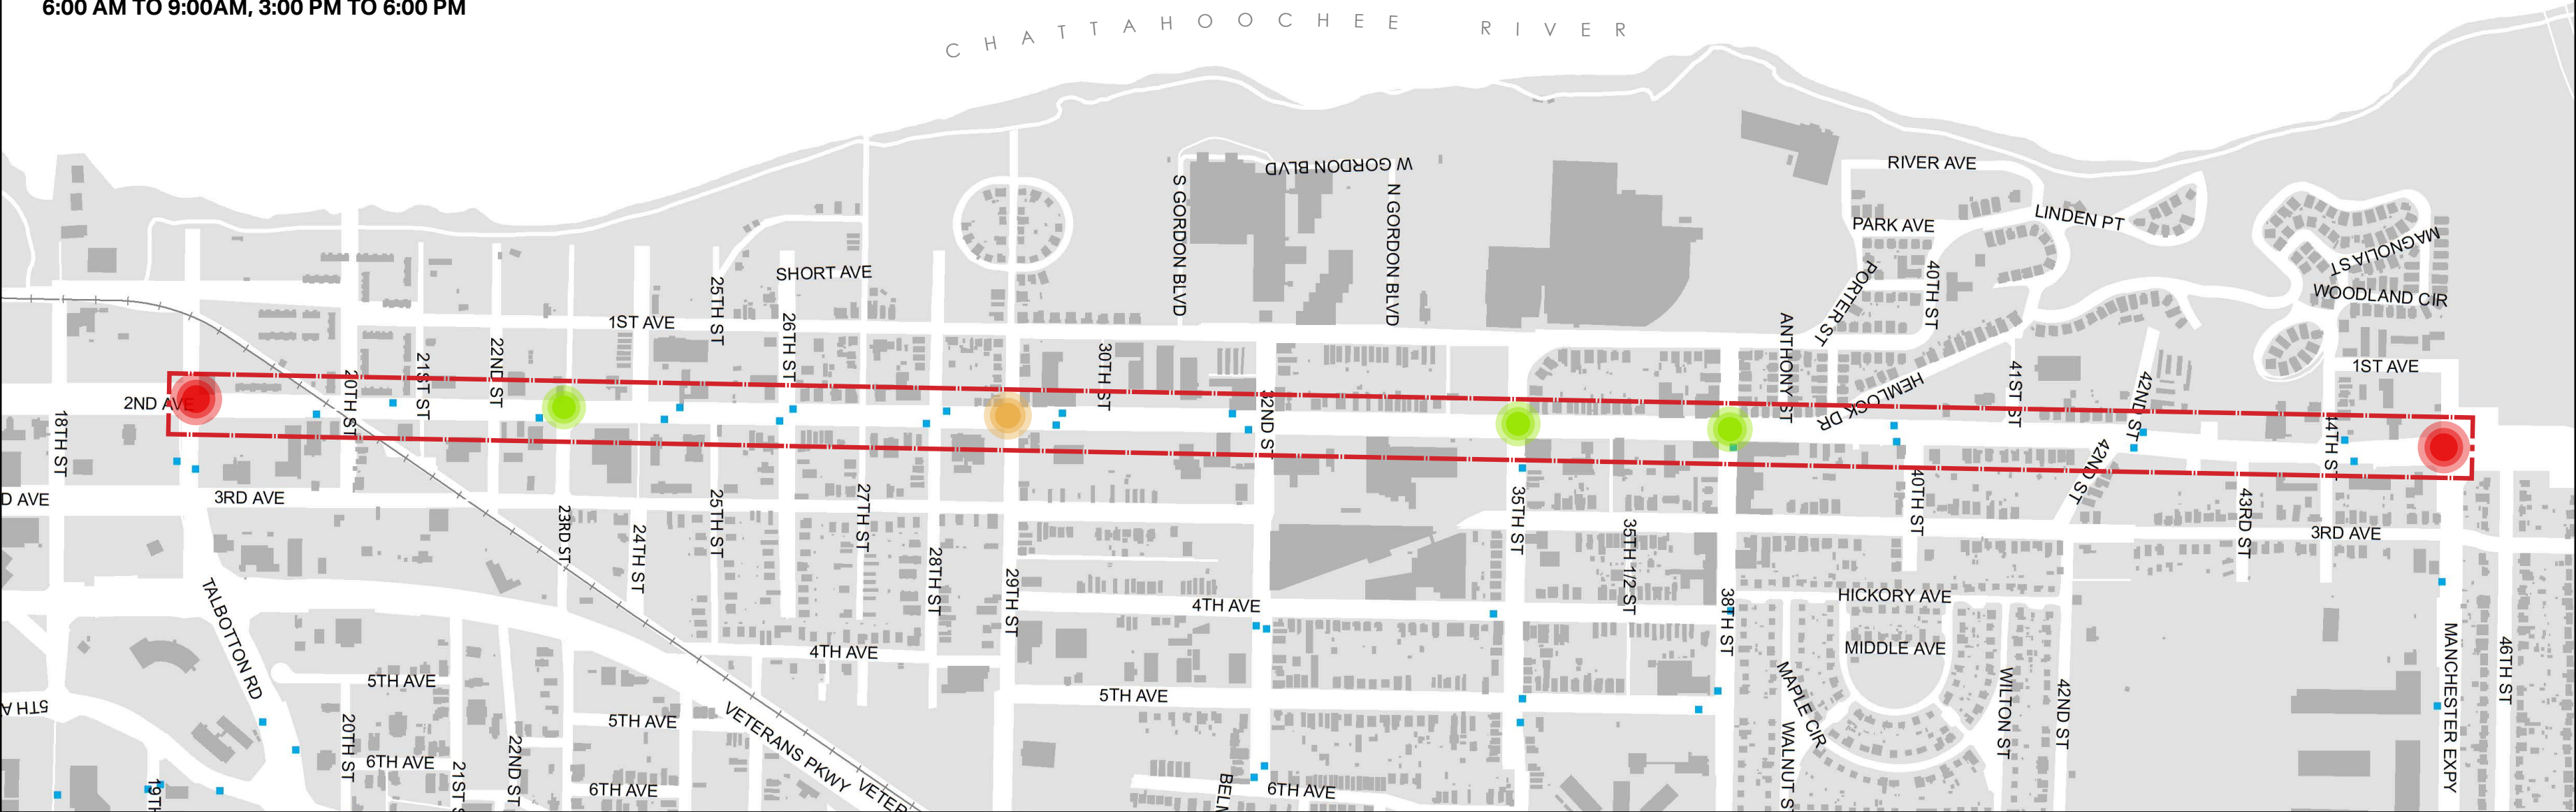 6:00 AM TO 9:00AM, 3:00 PM TO 6:00 PM
CHATTAHOOCHEE RIVER
W GORDON BLVD
RIVER AVE
S GORDON BLVD
N GORDON BLVD
PARK AVE
LINDEN PT
MAGNOLIA ST
SHORT AVE
25TH ST
PORTER ST
40TH ST
WOODLAND CIR
1ST AVE
26TH ST
ANTHONY ST
21ST ST
22ND ST
30TH ST
HEMLOCK DR
41ST ST
42ND ST
1ST AVE
2ND AVE
20TH ST
32ND ST
18TH ST
44TH ST
42ND ST
D AVE
3RD AVE
23RD ST
24TH ST
25TH ST
27TH ST
28TH ST
29TH ST
35TH ST
35TH 1/2 ST
40TH ST
43RD ST
3RD AVE
TALBOTTON RD
4TH AVE
38TH ST
HICKORY AVE
4TH AVE
MIDDLE AVE
MANCHESTER EXPY
46TH ST
5TH AVE
5TH AVE
5TH A
5TH AVE
VETERANS PKWY
VETER
MAPLE CIR
WALNUT S
WILTON ST
42ND ST
20TH ST
6TH AVE
21ST S
22ND ST
6TH AVE
BELM
6TH AVE
19TH